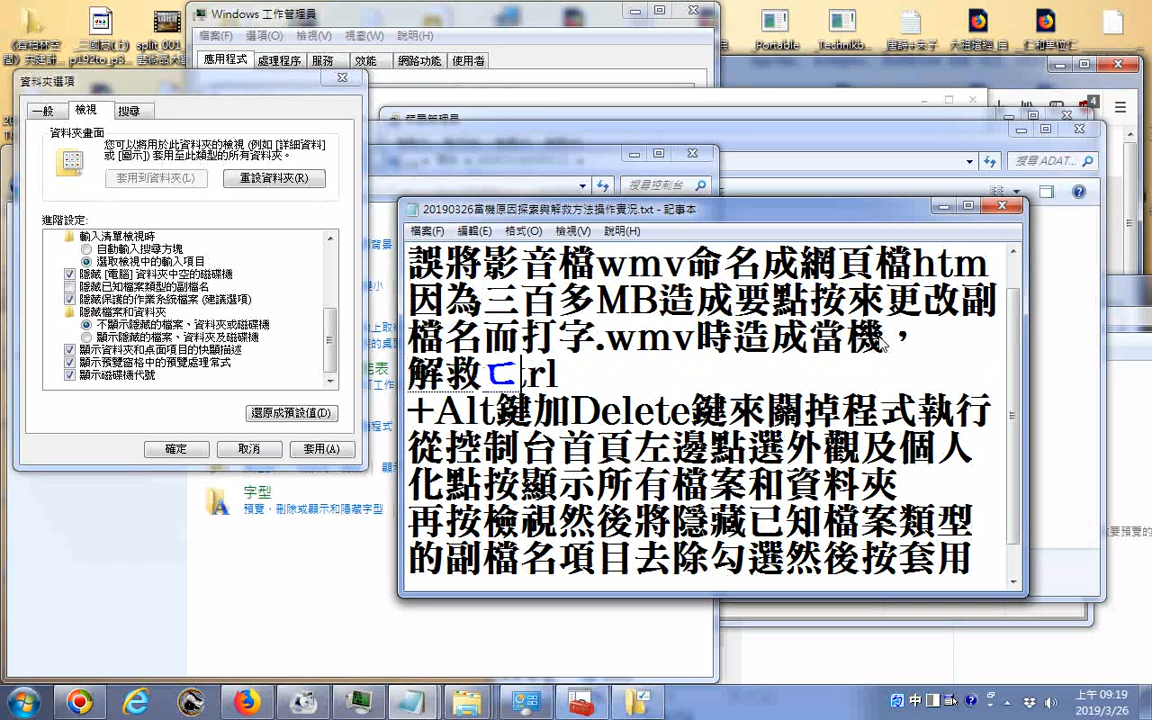 Windows 工作管理員
檔案(F) 選項(O) 檢視(V) 視窗(W) 說明(H)
應用程式 處理程序 服務 效能 網路功能 使用者
資料夾選項
一般 檢視 搜尋
資料夾畫面
您可以將用於此資料夾的檢視 (例如 [詳細資料]
或 [圖示]) 套用至此類型的所有資料夾。
套用到資料夾(L) 重設資料夾(R)
進階設定:
輸入清單檢視時
自動輸入搜尋方塊
選取檢視中的輸入項目
隱藏 [電腦] 資料夾中空的磁碟機
隱藏已知檔案類型的副檔名
隱藏保護的作業系統檔案 (建議選項)
隱藏檔案和資料夾
不顯示隱藏的檔案、資料夾或磁碟機
顯示隱藏的檔案、資料夾及磁碟機
顯示資料夾和桌面項目的快顯描述
顯示預覽窗格中的預覽處理常式
顯示磁碟機代號
還原成預設值(D)
確定 取消 套用(A)
字型
預覽、刪除或顯示和隱藏字型
搜尋控制台
搜尋 ADAT...
Portable
20190326當機原因探索與解救方法操作實況.txt - 記事本
檔案(F) 編輯(E) 格式(O) 檢視(V) 說明(H)
誤將影音檔wmv命名成網頁檔htm
因為三百多MB造成要點按來更改副
檔名而打字.wmv時造成當機，
解救ㄈtrl
+Alt鍵加Delete鍵來關掉程式執行
從控制台首頁左邊點選外觀及個人
化點按顯示所有檔案和資料夾
再按檢視然後將隱藏已知檔案類型
的副檔名項目去除勾選然後按套用
中
上午 09:19
2019/3/26